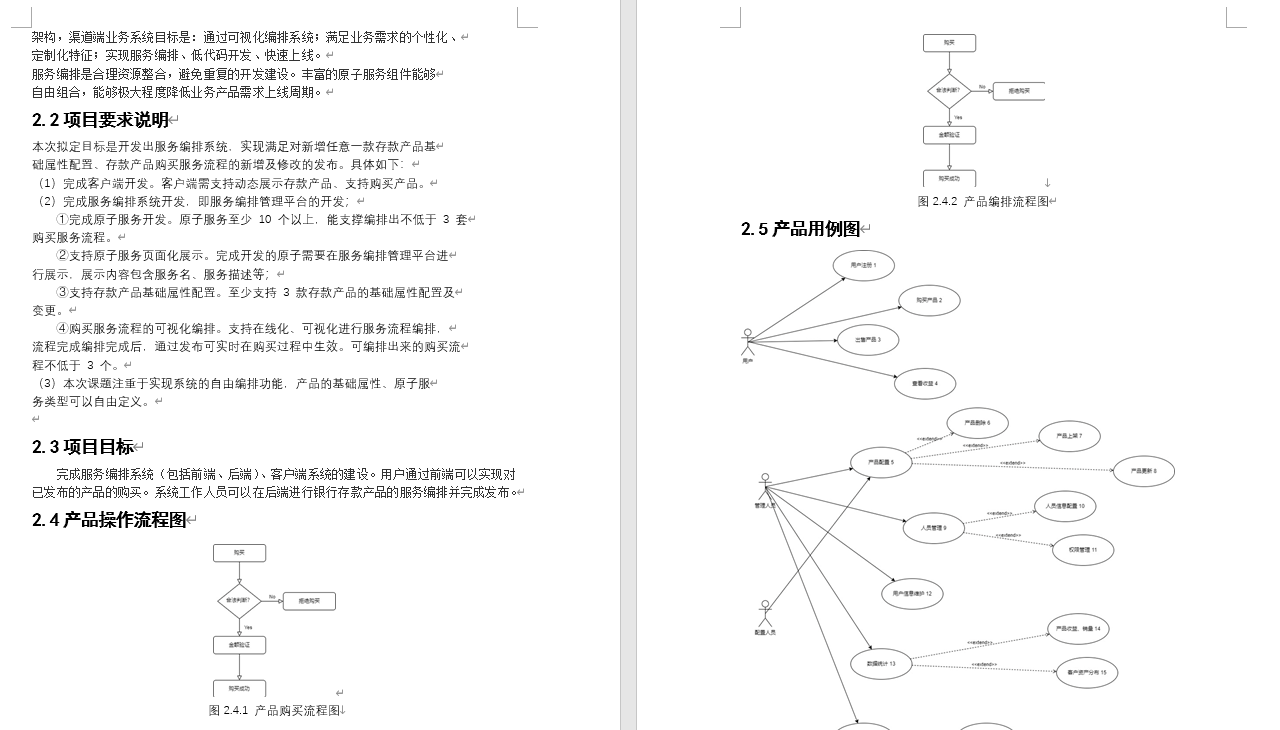 架构，渠道端业务系统目标是：通过可视化编排系统；满足业务需求的个性化、
定制化特征；实现服务编排、低代码开发、快速上线。
服务编排是合理资源整合，避免重复的开发建设。丰富的原子服务组件能够
自由组合，能够极大程度降低业务产品需求上线周期。
2.2项目要求说明
本次拟定目标是开发出服务编排系统，实现满足对新增任意一款存款产品基
础属性配置、存款产品购买服务流程的新增及修改的发布。具体如下：
（1）完成客户端开发。客户端需支持动态展示存款产品、支持购买产品。
（2）完成服务编排系统开发，即服务编排管理平台的开发；
①完成原子服务开发。原子服务至少 10 个以上，能支撑编排出不低于 3 套
购买服务流程。
②支持原子服务页面化展示。完成开发的原子需要在服务编排管理平台进
行展示，展示内容包含服务名、服务描述等；
③支持存款产品基础属性配置。至少支持 3 款存款产品的基础属性配置及
变更。
④购买服务流程的可视化编排。支持在线化、可视化进行服务流程编排，
流程完成编排完成后，通过发布可实时在购买过程中生效。可编排出来的购买流
程不低于 3 个。
（3）本次课题注重于实现系统的自由编排功能，产品的基础属性、原子服
务类型可以自由定义。
2.3项目目标
完成服务编排系统（包括前端、后端）、客户端系统的建设。用户通过前端可以实现对
已发布的产品的购买。系统工作人员可以在后端进行银行存款产品的服务编排并完成发布。
2.4产品操作流程图
购买
合法判断?
No
拒绝购买
Yes
金额验证
购买成功
图 2.4.1 产品购买流程图
购买
合法判断?
No
拒绝购买
Yes
金额验证
购买成功
图 2.4.2 产品编排流程图
2.5产品用例图
用户注册 1
购买产品 2
出售产品 3
用户
查看收益 4
产品删除 6
<<extend>>
产品上架 7
<<extend>>
产品配置 5
<<extend>>
产品更新 8
管理人员
人员信息配置 10
<<extend>>
人员管理 9
<<extend>>
权限管理 11
用户信息维护 12
配置人员
产品收益、销量 14
<<extend>>
数据统计 13
<<extend>>
客户资产分布 15